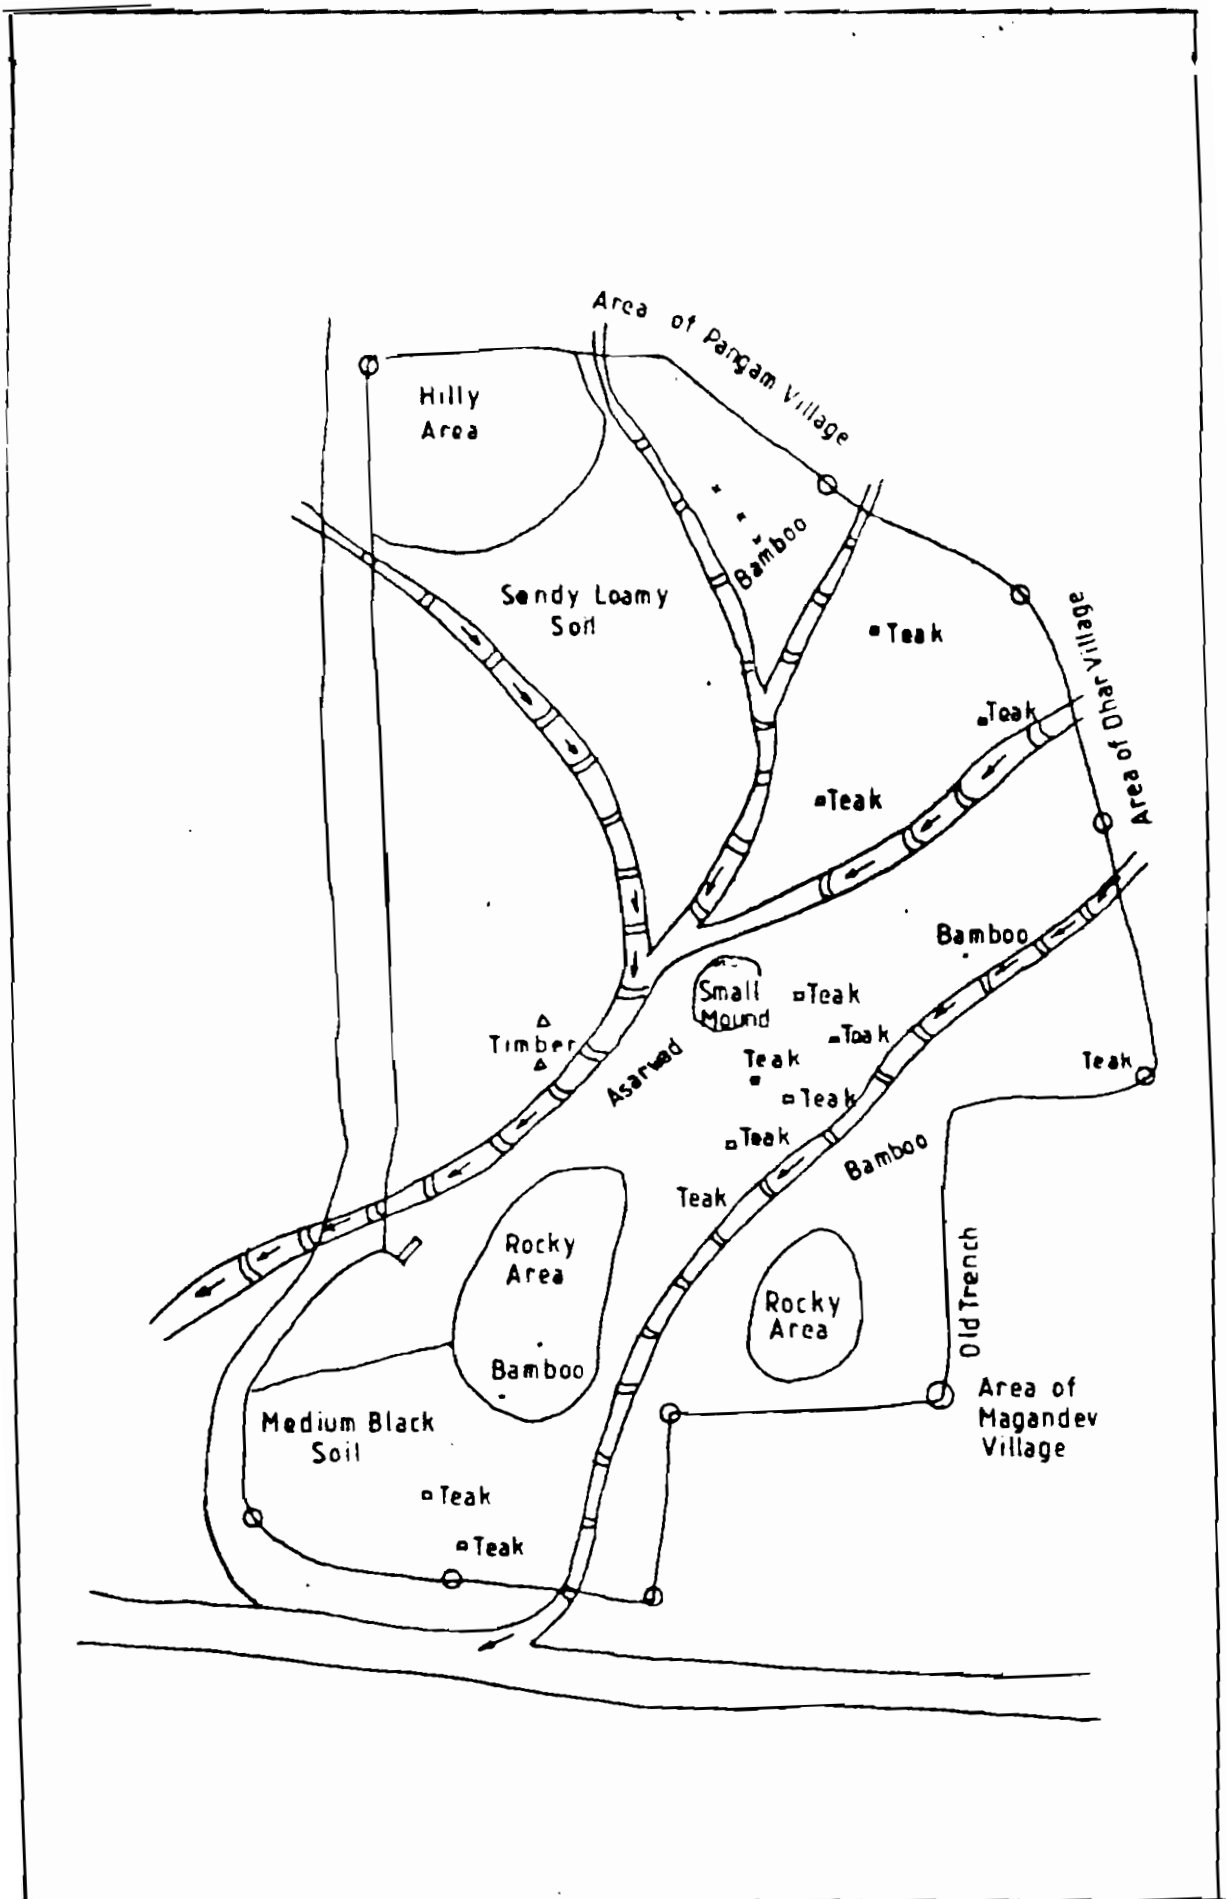 Area of Pangam Village
Hilly
Area
Bamboo
Sandy Loamy
Soil
Teak
Area of Dhar Village
Teak
Teak
Bamboo
Small
Mound
Teak
Teak
Timber
Asarwad
Teak
Teak
Teak
Teak
Bamboo
Teak
Rocky
Area
Bamboo
Rocky
Area
Old Trench
Area of
Magandev
Village
Medium Black
Soil
Teak
Teak